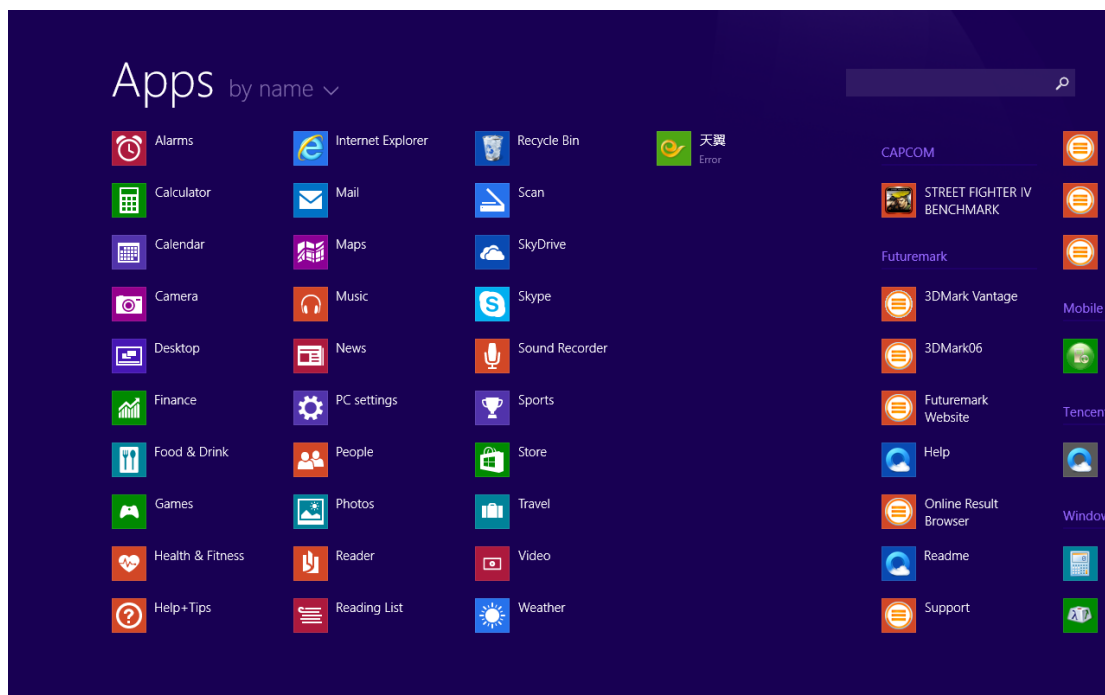 Apps by name
Alarms
Calculator
Calendar
Camera
Desktop
Finance
Food & Drink
Games
Health & Fitness
Help+Tips
Internet Explorer
Mail
Maps
Music
News
PC settings
People
Photos
Reader
Reading List
Recycle Bin
Scan
SkyDrive
Skype
Sound Recorder
Sports
Store
Travel
Video
Weather
天翼
Error
CAPCOM
STREET FIGHTER IV
BENCHMARK
Futuremark
3DMark Vantage
3DMark06
Futuremark
Website
Help
Online Result
Browser
Readme
Support
Mobile
Tencen
Window